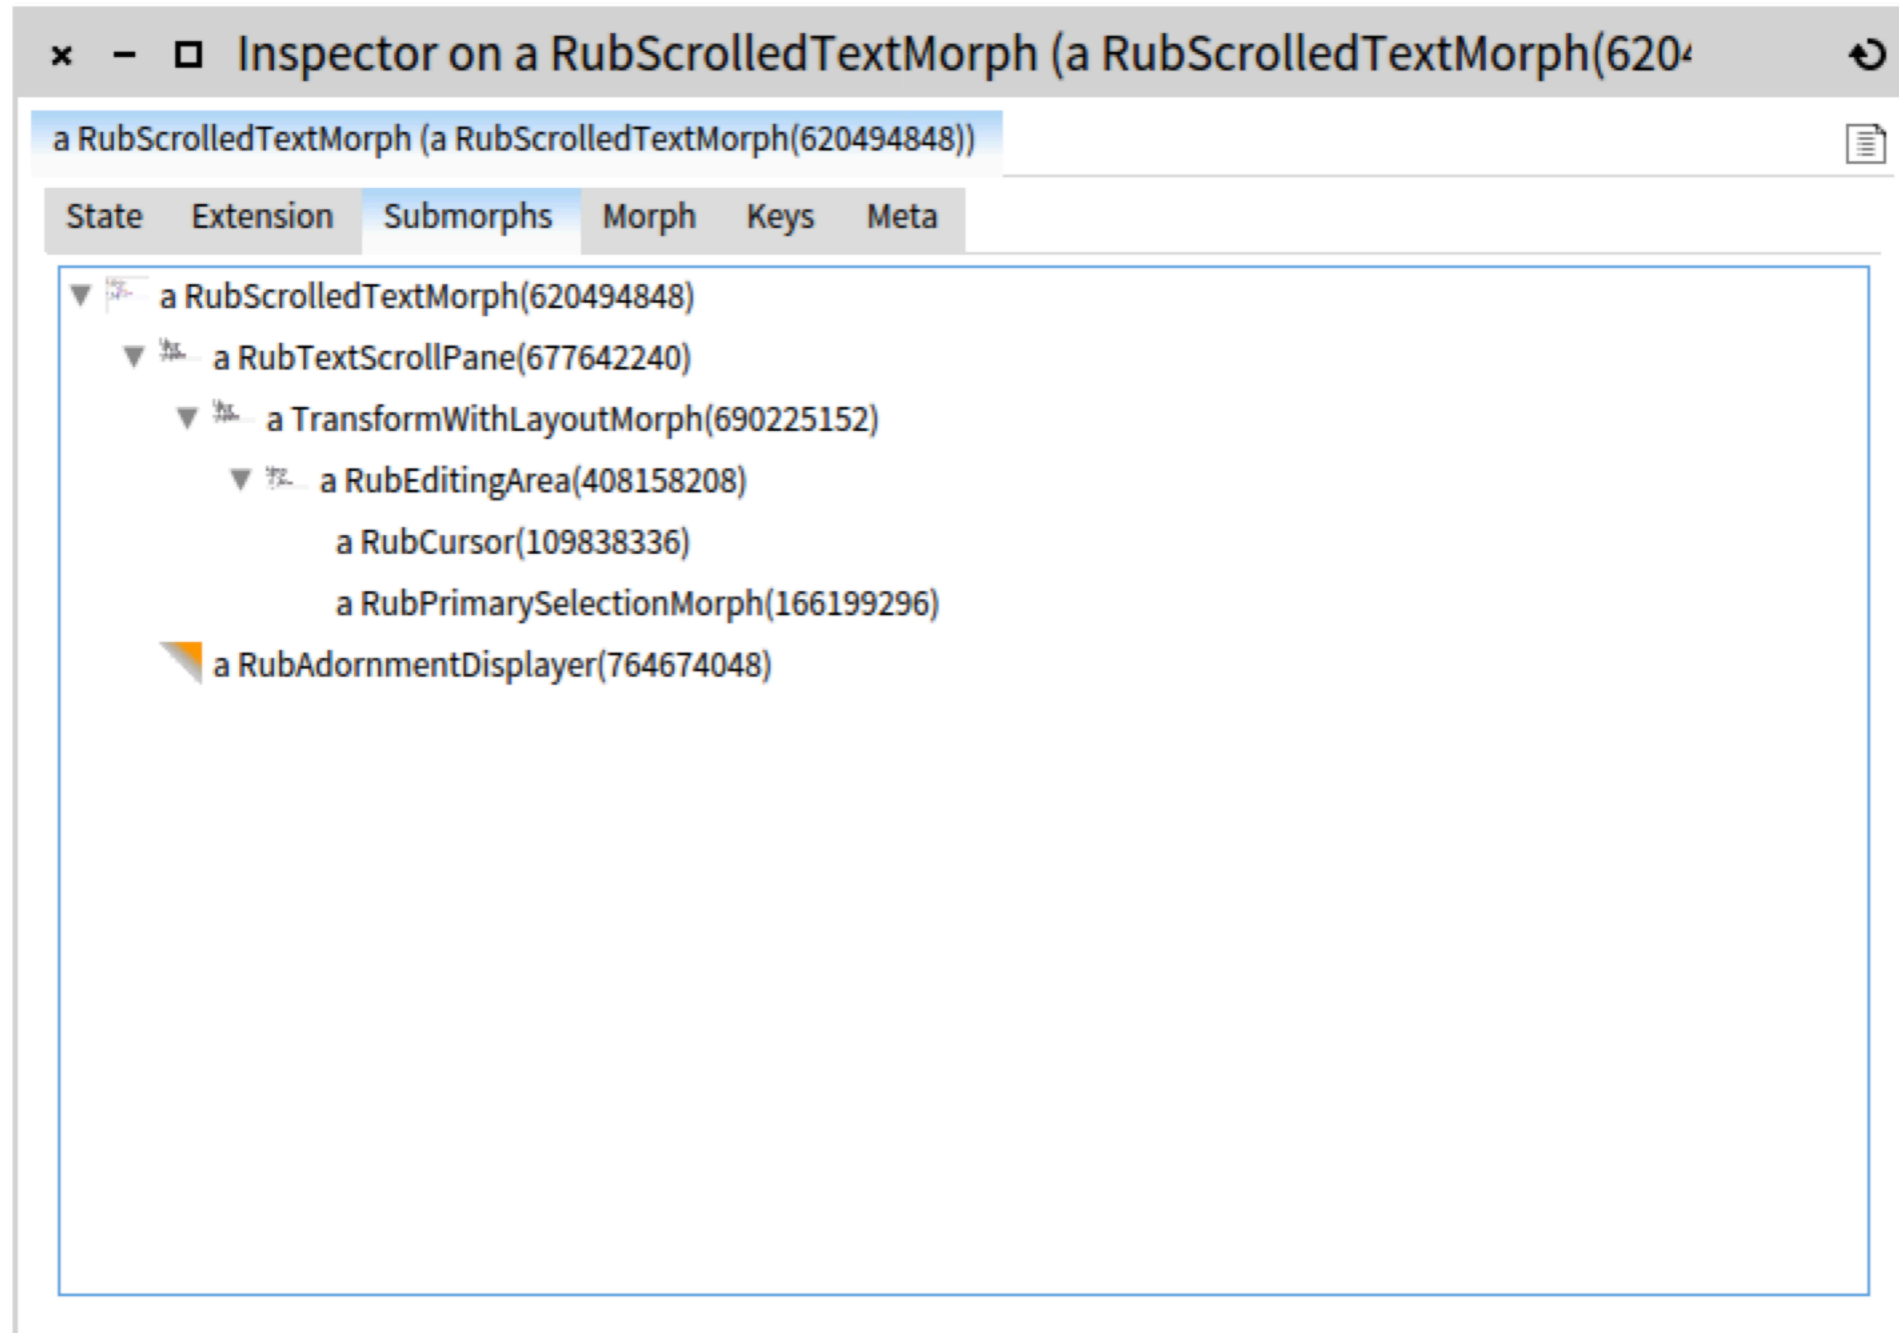 Inspector on a RubScrolledTextMorph (a RubScrolledTextMorph(6204
a RubScrolledTextMorph (a RubScrolledTextMorph(620494848))
State Extension Submorphs Morph Keys Meta
a RubScrolledTextMorph(620494848)
a RubTextScrollPane(677642240)
a TransformWithLayoutMorph(690225152)
a RubEditingArea(408158208)
a RubCursor(109838336)
a RubPrimarySelectionMorph(166199296)
a RubAdornmentDisplayer(764674048)